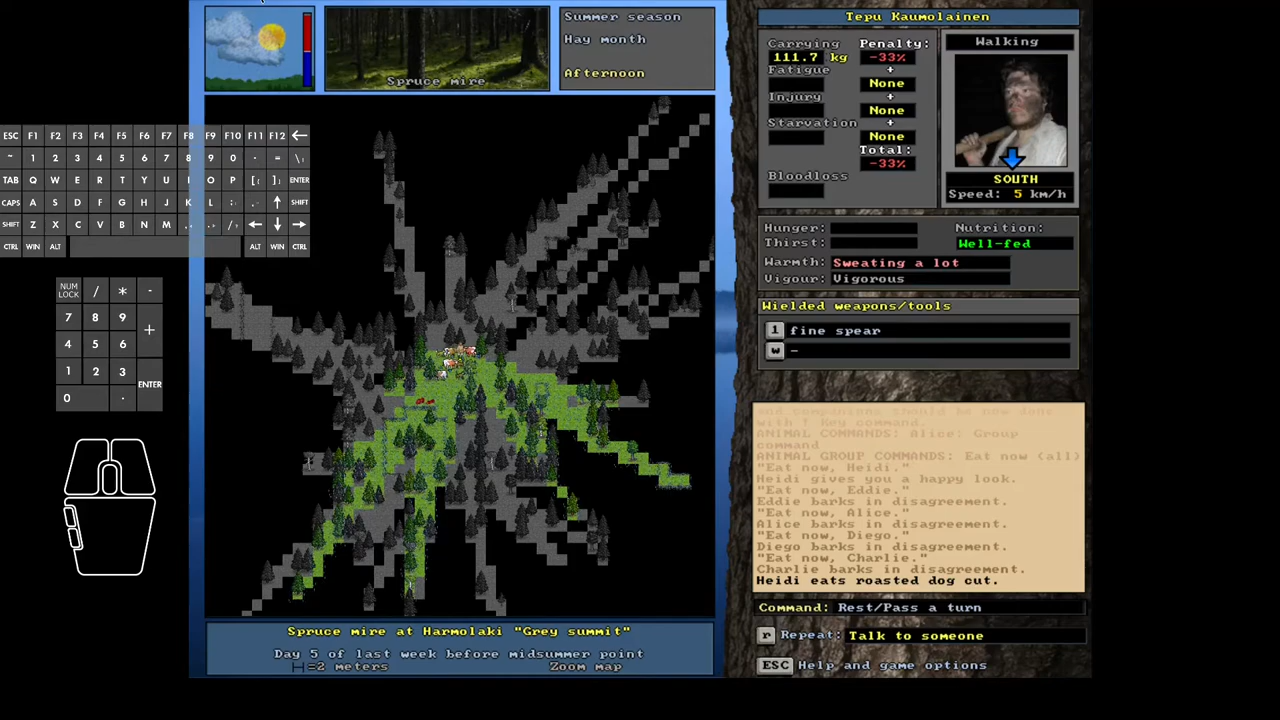 Summer season
Hay month
Afternoon
Spruce mire
Tepu Kaumolainen
Carrying
111.7 kg
Fatigue
Injury
Starvation
Bloodloss
Penalty:
-33%
+
None
+
None
+
None
Total:
-33%
Walking
SOUTH
Speed: 5 km/h
Hunger:
Thirst:
Nutrition:
Well-fed
Warmth: Sweating a lot
Vigour: Vigorous
Wielded weapons/tools
1 fine spear
w -
and companions should be now done
with ! Key command.
ANIMAL COMMANDS: Alice: Group
command
ANIMAL GROUP COMMANDS: Eat now (all)
"Eat now, Heidi."
Heidi gives you a happy look.
"Eat now, Eddie."
Eddie barks in disagreement.
"Eat now, Alice."
Alice barks in disagreement.
"Eat now, Diego."
Diego barks in disagreement.
"Eat now, Charlie."
Charlie barks in disagreement.
Heidi eats roasted dog cut.
Command: Rest/Pass a turn
r Repeat: Talk to someone
ESC Help and game options
Spruce mire at Harmolaki "Grey summit"
Day 5 of last week before midsummer point
=2 meters
Zoom map
ESC F1 F2 F3 F4 F5 F6 F7 F8 F9 F10 F11 F12 ←
~ 1 2 3 4 5 6 7 8 9 0 - = \|
TAB Q W E R T Y U I O P [{ ]} ENTER
CAPS A S D F G H J K L ↑ SHIFT
SHIFT Z X C V B N M /? ← ↓ →
CTRL WIN ALT ALT WIN CTRL
NUM LOCK / * -
7 8 9 +
4 5 6
1 2 3 ENTER
0 .